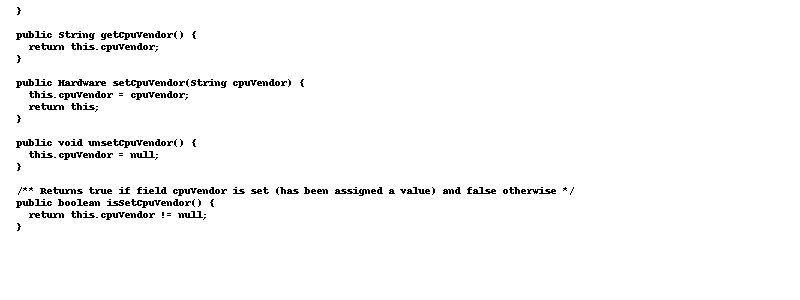 }
public String getCpuVendor() {
return this.cpuVendor;
}
public Hardware setCpuVendor(String cpuVendor) {
this.cpuVendor = cpuVendor;
return this;
}
public void unsetCpuVendor() {
this.cpuVendor = null;
}
/** Returns true if field cpuVendor is set (has been assigned a value) and false otherwise */
public boolean isSetCpuVendor() {
return this.cpuVendor != null;
}